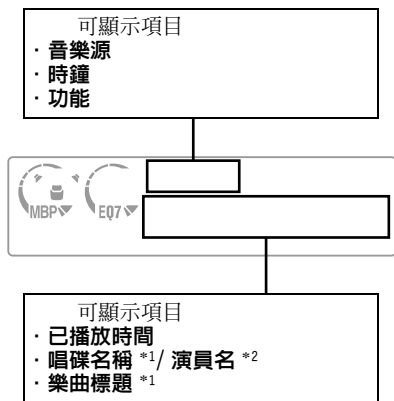 可顯示項目
· 音樂源
· 時鐘
· 功能
MBP▼ EQ7▼
可顯示項目
· 已播放時間
· 唱碟名稱 *1/ 演員名 *2
· 樂曲標題 *1